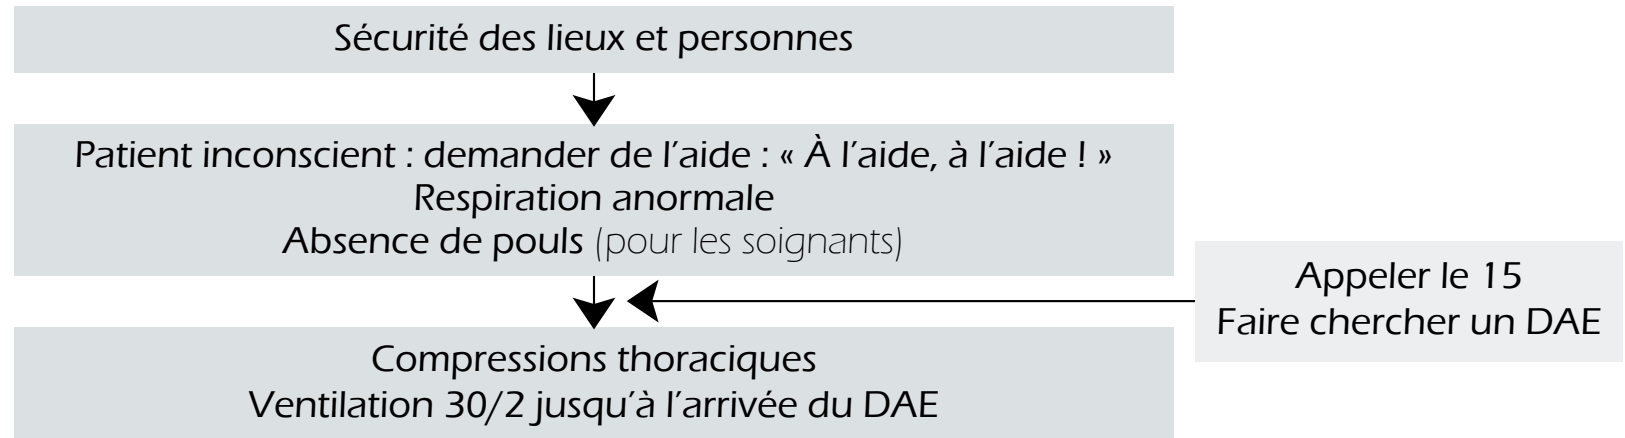 Sécurité des lieux et personnes
Patient inconscient : demander de l’aide : « À l’aide, à l’aide ! »
Respiration anormale
Absence de pouls (pour les soignants)
Appeler le 15
Faire chercher un DAE
Compressions thoraciques
Ventilation 30/2 jusqu’à l’arrivée du DAE